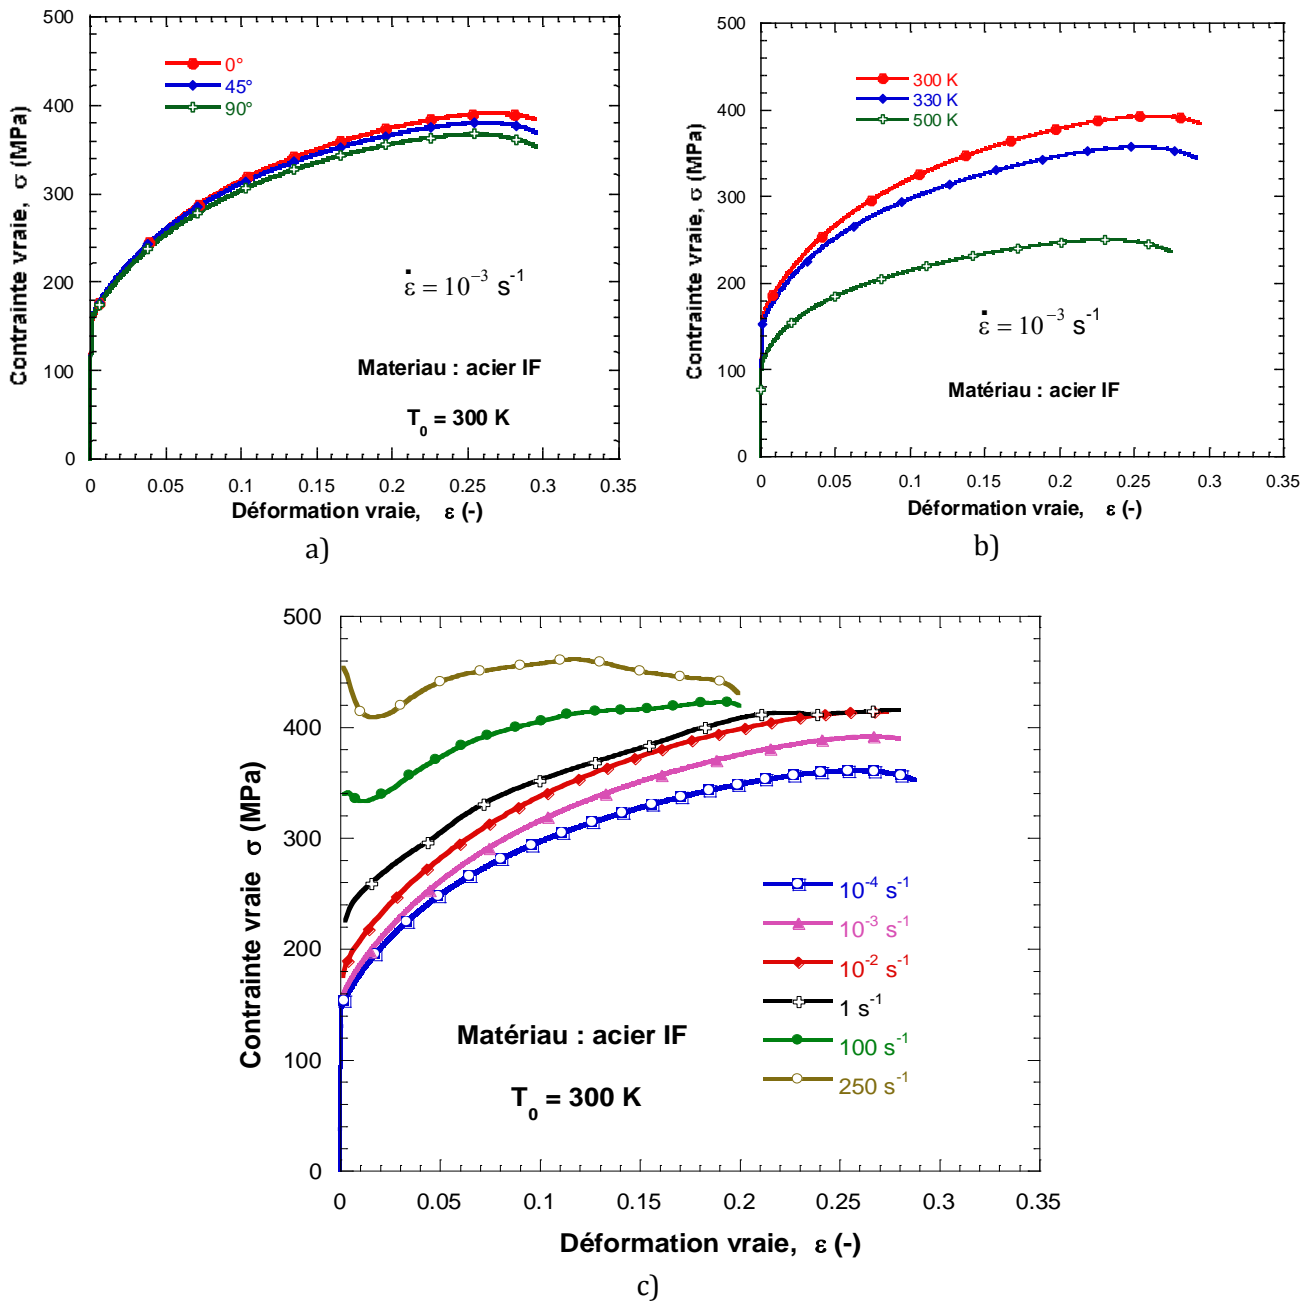 500
400
300
200
100
0
Contrainte vraie, σ (MPa)
0°
45°
90°
ε̇ = 10⁻³ s⁻¹
Materiau : acier IF
T₀ = 300 K
0 0.05 0.1 0.15 0.2 0.25 0.3 0.35
Déformation vraie, ε (-)
a)
500
400
300
200
100
0
Contrainte vraie, σ (MPa)
300 K
330 K
500 K
ε̇ = 10⁻³ s⁻¹
Matériau : acier IF
0 0.05 0.1 0.15 0.2 0.25 0.3 0.35
Déformation vraie, ε (-)
b)
500
400
300
200
100
0
Contrainte vraie σ (MPa)
10⁻⁴ s⁻¹
10⁻³ s⁻¹
10⁻² s⁻¹
1 s⁻¹
100 s⁻¹
250 s⁻¹
Matériau : acier IF
T₀ = 300 K
0 0.05 0.1 0.15 0.2 0.25 0.3 0.35
Déformation vraie, ε (-)
c)